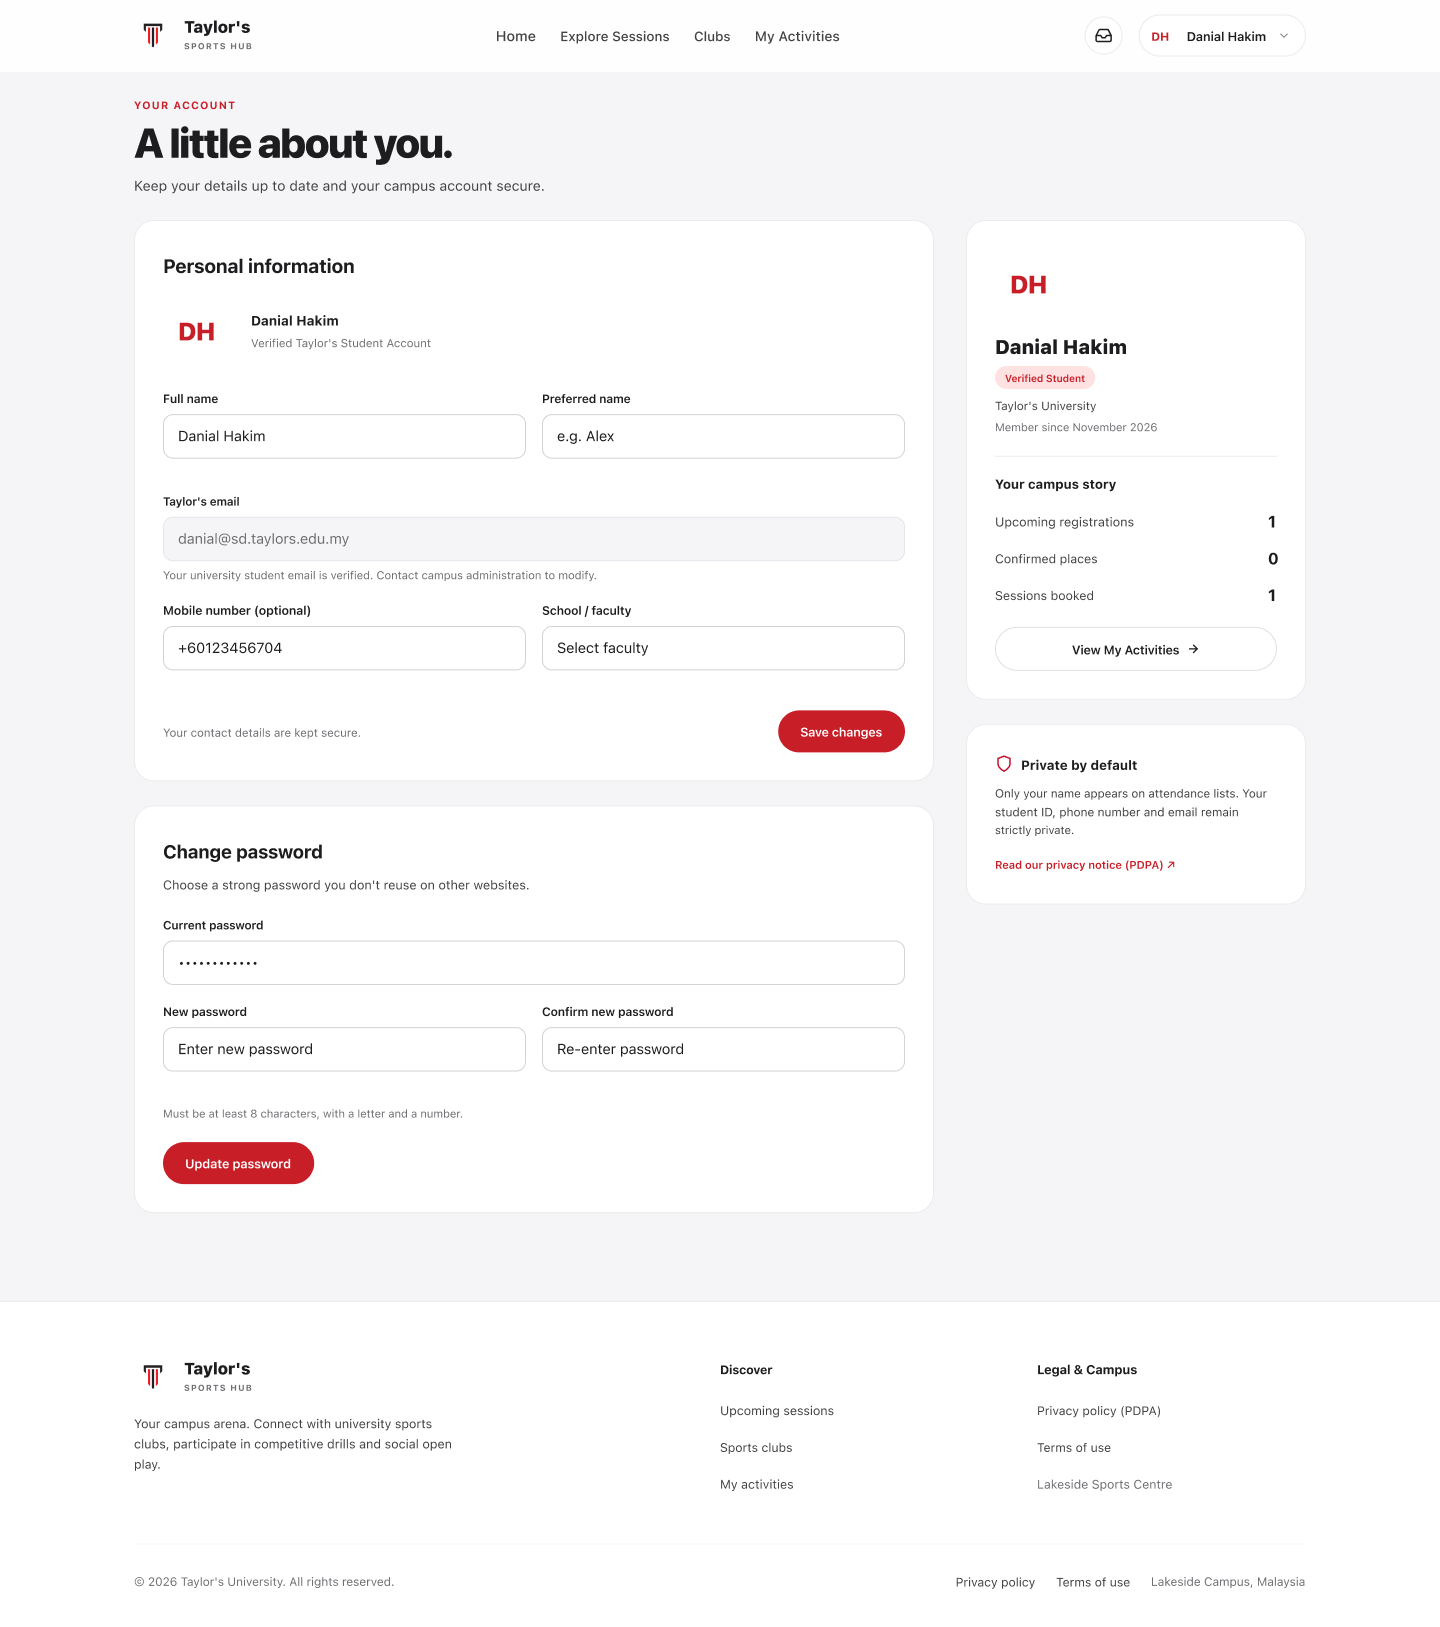 Taylor's
SPORTS HUB
Home
Explore Sessions
Clubs
My Activities
DH
Danial Hakim
YOUR ACCOUNT
A little about you.
Keep your details up to date and your campus account secure.
Personal information
DH
Danial Hakim
Verified Taylor's Student Account
Full name
Danial Hakim
Preferred name
e.g. Alex
Taylor's email
danial@sd.taylors.edu.my
Your university student email is verified. Contact campus administration to modify.
Mobile number (optional)
+60123456704
School / faculty
Select faculty
Your contact details are kept secure.
Save changes
Change password
Choose a strong password you don't reuse on other websites.
Current password
••••••••••••
New password
Enter new password
Confirm new password
Re-enter password
Must be at least 8 characters, with a letter and a number.
Update password
DH
Danial Hakim
Verified Student
Taylor's University
Member since November 2026
Your campus story
Upcoming registrations 1
Confirmed places 0
Sessions booked 1
View My Activities →
Private by default
Only your name appears on attendance lists. Your
student ID, phone number and email remain
strictly private.
Read our privacy notice (PDPA) ↗
Taylor's
SPORTS HUB
Your campus arena. Connect with university sports
clubs, participate in competitive drills and social open
play.
Discover
Upcoming sessions
Sports clubs
My activities
Legal & Campus
Privacy policy (PDPA)
Terms of use
Lakeside Sports Centre
© 2026 Taylor's University. All rights reserved.
Privacy policy
Terms of use
Lakeside Campus, Malaysia